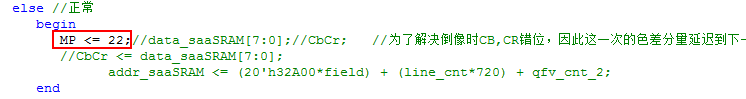 else //正常
begin
MP <= 22;//data_saaSRAM[7:0];//CbCr; //为了解决倒像时CB,CR错位，因此这一次的色差分量延迟到下一
//CbCr <= data_saaSRAM[7:0];
addr_saaSRAM <= (20'h32A00*field) + (line_cnt*720) + qfv_cnt_2;
end